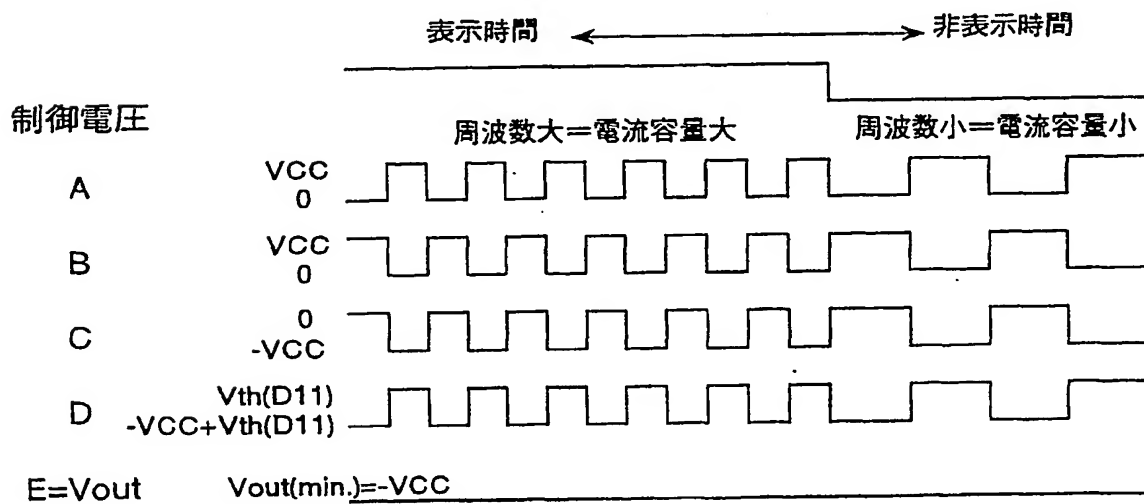 表示時間
非表示時間
制御電圧
周波数大=電流容量大
周波数小=電流容量小
A
VCC
0
B
VCC
0
C
0
-VCC
D
Vth(D11)
-VCC+Vth(D11)
E=Vout
Vout(min.)=-VCC